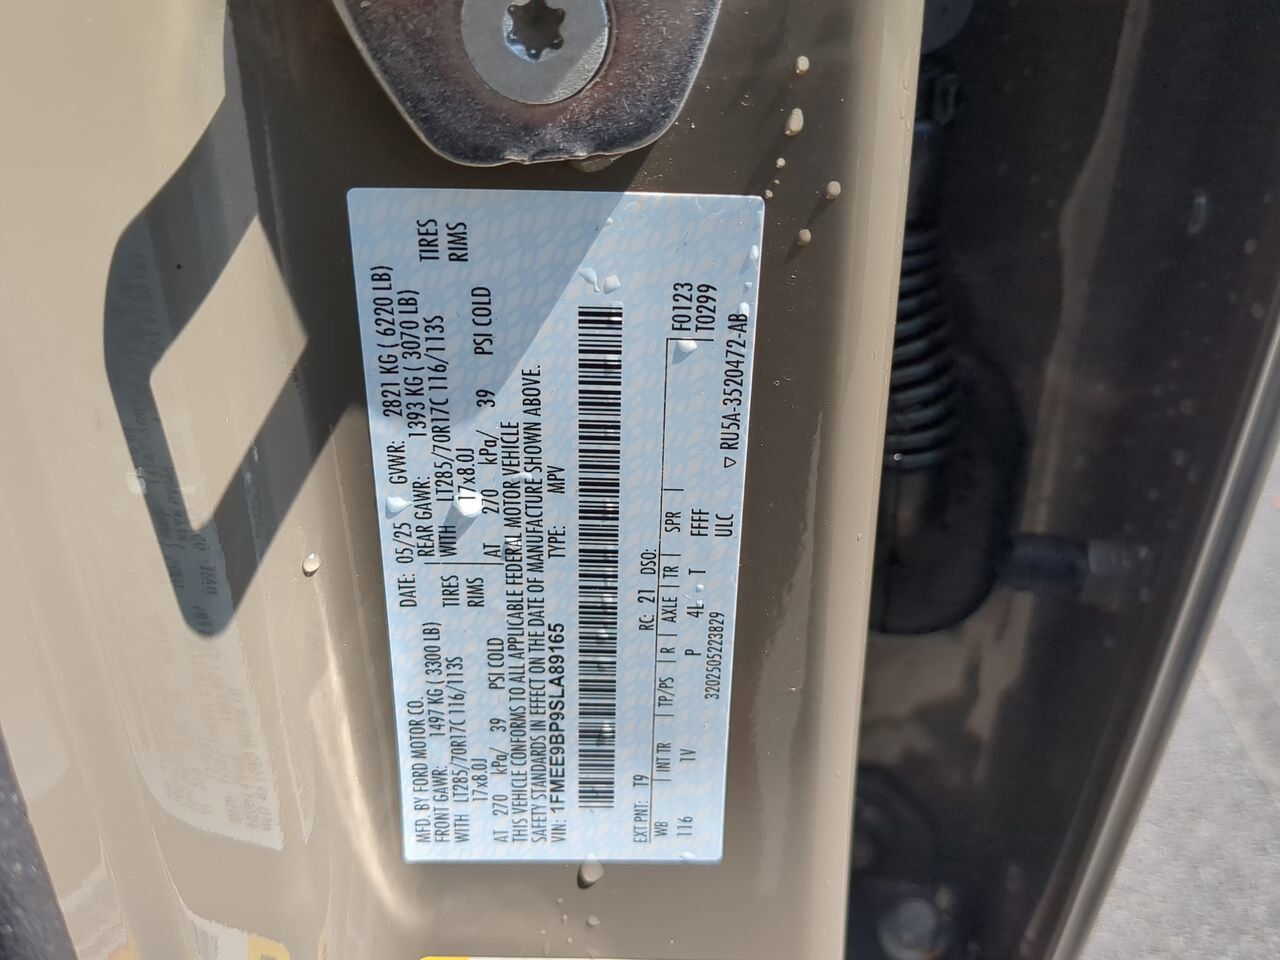 MFD. BY FORD MOTOR CO.
DATE: 05/25 GVWR: 2821 KG ( 6220 LB)
FRONT GAWR: 1497 KG ( 3300 LB)
REAR GAWR: 1393 KG ( 3070 LB)
WITH LT285/70R17C 116/113S TIRES
WITH LT285/70R17C 116/113S TIRES
17x8.0J RIMS
17x8.0J RIMS
AT 270 kPa/ 39 PSI COLD
AT 270 kPa/ 39 PSI COLD
THIS VEHICLE CONFORMS TO ALL APPLICABLE FEDERAL MOTOR VEHICLE
SAFETY STANDARDS IN EFFECT ON THE DATE OF MANUFACTURE SHOWN ABOVE.
VIN: 1FMEE9BP9SLA89165 TYPE: MPV
EXT PNT: T9 RC: 21 DSO:
WB INT TR TP/PS R AXLE TR SPR F0123
116 1V P 4L T FFFF T0299
ULC
3202505223829 RU5A-3520472-AB